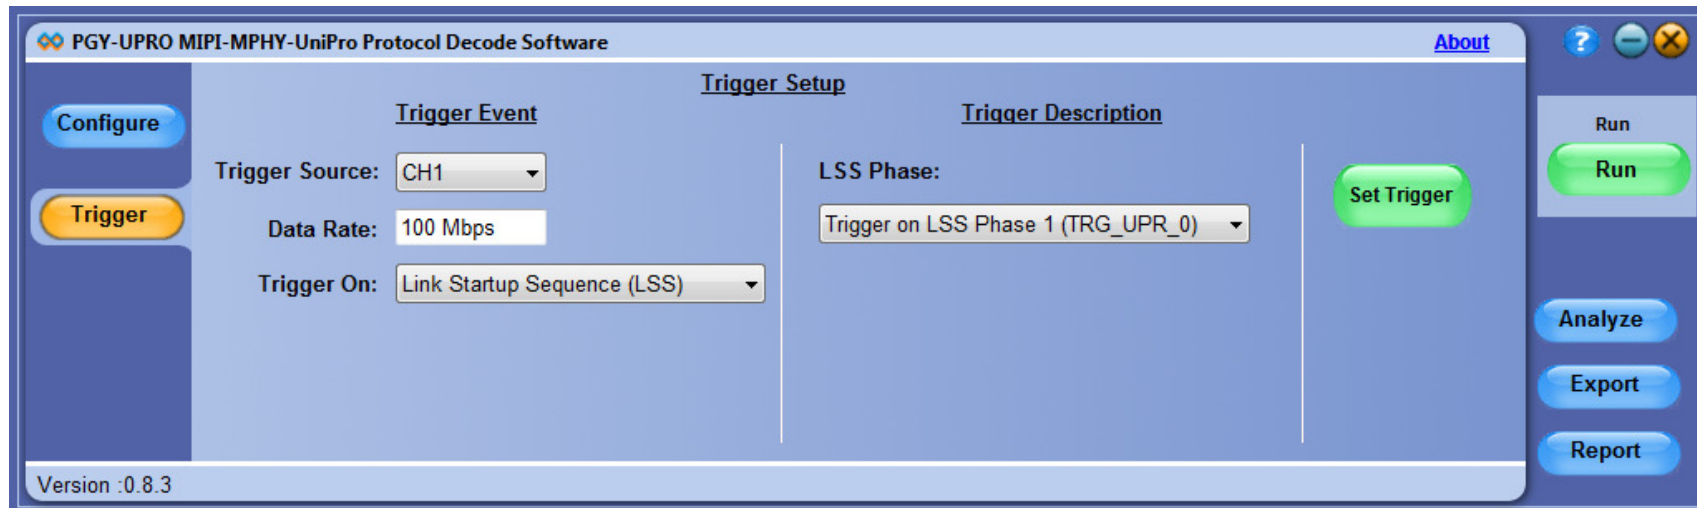 PGY-UPRO MIPI-MPHY-UniPro Protocol Decode Software
About
?
Configure
Trigger
Trigger Setup
Trigger Event
Trigger Source:
CH1
Data Rate:
100 Mbps
Trigger On:
Link Startup Sequence (LSS)
Trigger Description
LSS Phase:
Trigger on LSS Phase 1 (TRG_UPR_0)
Set Trigger
Run
Run
Analyze
Export
Report
Version :0.8.3